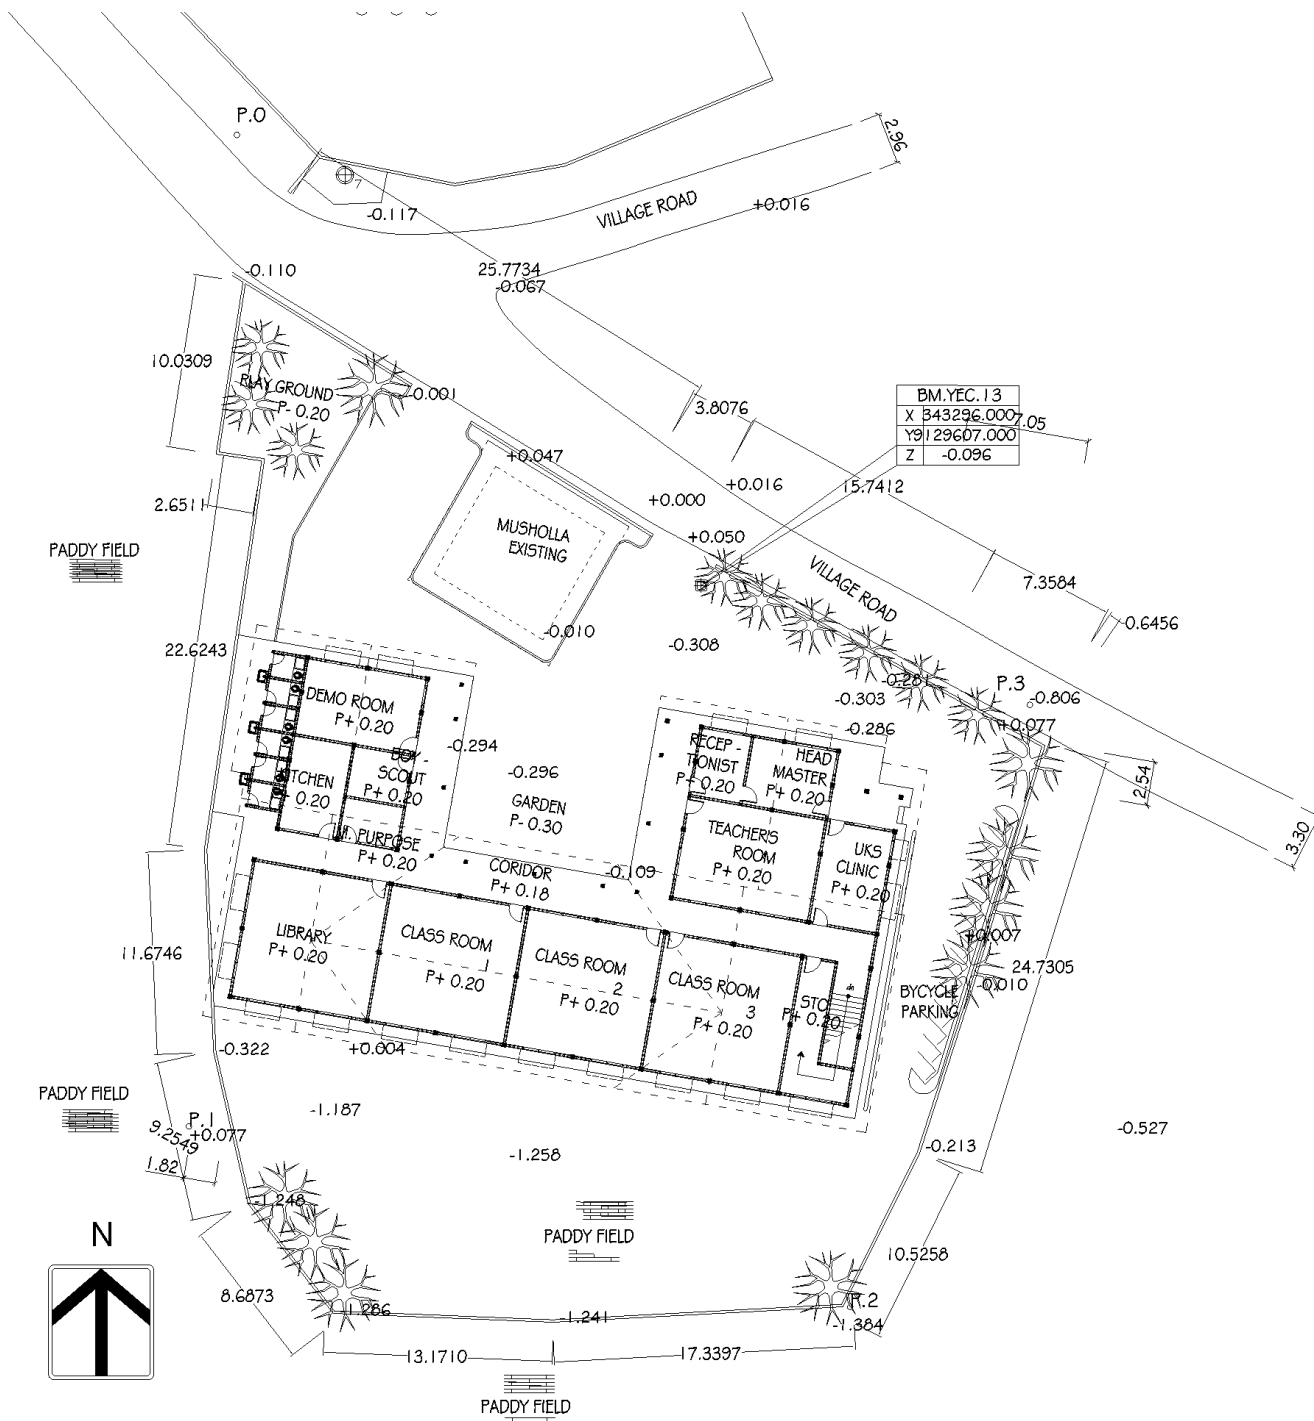 P.O
2.96
7
-0.117
VILLAGE ROAD
+0.016
-0.110
25.7734
-0.067
10.0309
PLAY GROUND
P- 0.20
-0.001
3.8076
BM.YEC.13
X 343296.000
7.05
Y9129607.000
Z -0.096
+0.047
2.6511
+0.016
15.7412
+0.000
MUSHOLLA
EXISTING
+0.050
PADDY FIELD
VILLAGE ROAD
7.3584
0.6456
-0.010
-0.308
22.6243
-0.281
P.3
-0.303
-0.806
DEMO ROOM
P+ 0.20
-0.286
+0.077
-0.294
RECEP -
TIONIST
P+ 0.20
HEAD
MASTER
P+ 0.20
SCOUT
P+ 0.20
-0.296
KITCHEN
+ 0.20
2.54
GARDEN
P- 0.30
3.30
PURPOSE
P+ 0.20
TEACHER'S
ROOM
P+ 0.20
UKS
CLINIC
P+ 0.20
CORIDOR
P+ 0.18
-0.109
11.6746
LIBRARY
P+ 0.20
CLASS ROOM
1
P+ 0.20
CLASS ROOM
2
P+ 0.20
CLASS ROOM
3
P+ 0.20
STO
P+ 0.20
dn
+0.007
24.7305
-0.010
BYCYCLE
PARKING
-0.322
+0.004
PADDY FIELD
-1.187
P.1
+0.077
9.2549
1.82
-1.258
-0.213
-0.527
-1.248
N
PADDY FIELD
10.5258
8.6873
-1.286
-1.241
P.2
-1.384
13.1710
17.3397
PADDY FIELD